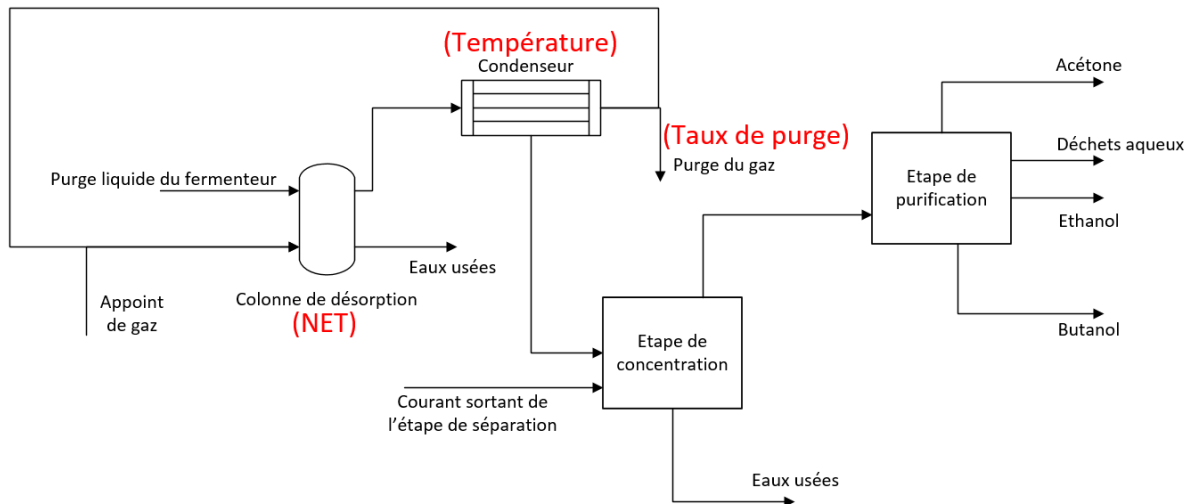 (Température)
Condenseur
Acétone
(Taux de purge)
Purge du gaz
Déchets aqueux
Etape de
purification
Purge liquide du fermenteur
Ethanol
Eaux usées
Colonne de désorption
(NET)
Appoint
de gaz
Butanol
Etape de
concentration
Courant sortant de
l’étape de séparation
Eaux usées